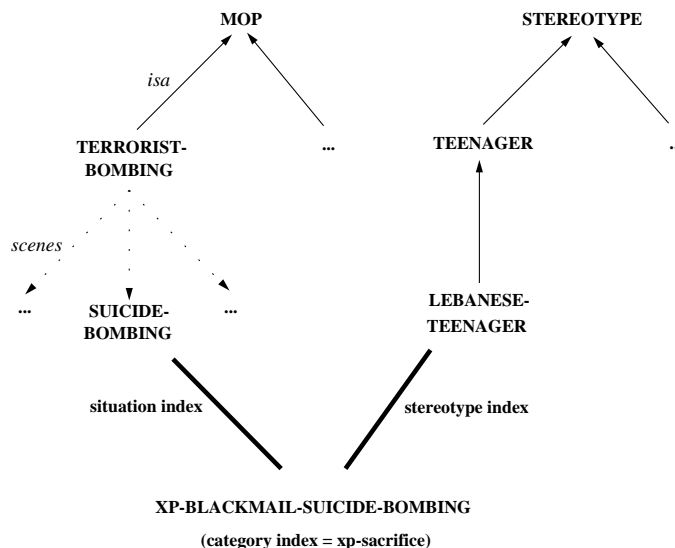 MOP
STEREOTYPE
isa
TERRORIST-
BOMBING
...
TEENAGER
..
scenes
...
SUICIDE-
BOMBING
...
LEBANESE-
TEENAGER
situation index
stereotype index
XP-BLACKMAIL-SUICIDE-BOMBING
(category index = xp-sacrifice)